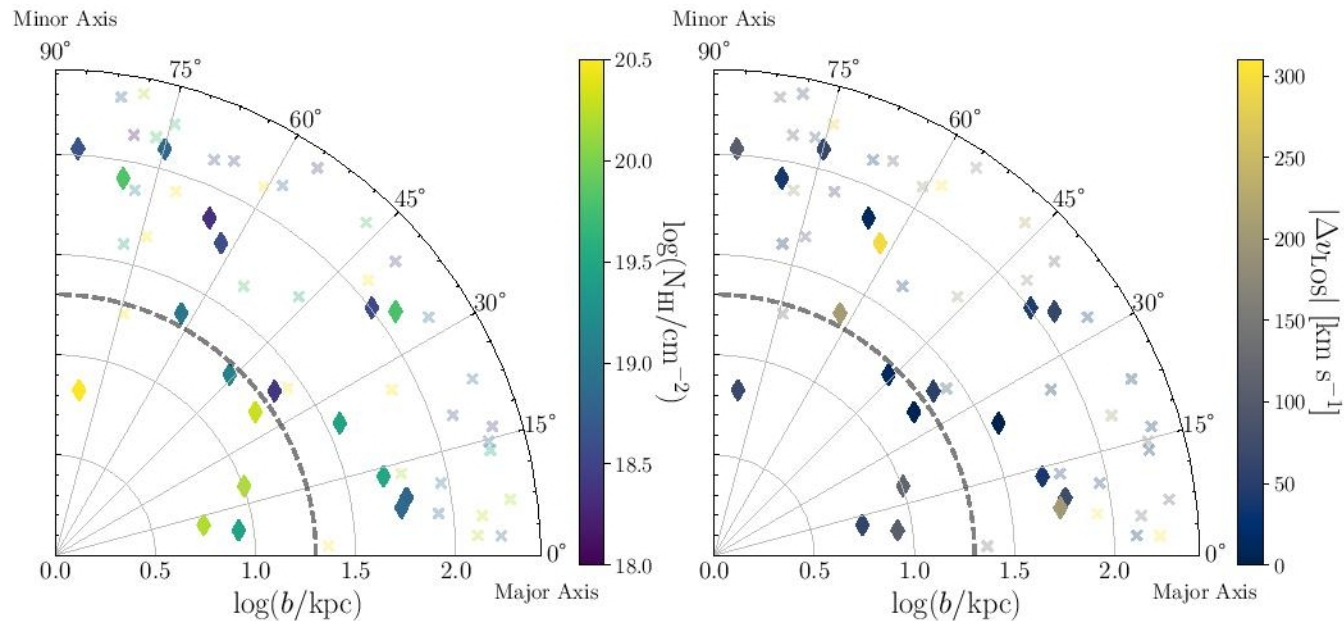 Minor Axis
90°
75°
60°
45°
30°
15°
0°
0.0 0.5 1.0 1.5 2.0
log(b/kpc)
Major Axis
20.5
20.0
19.5
19.0
18.5
18.0
log(N_HI/cm⁻²)
Minor Axis
90°
75°
60°
45°
30°
15°
0°
0.0 0.5 1.0 1.5 2.0
log(b/kpc)
Major Axis
300
250
200
150
100
50
0
|Δv_LOS| [km s⁻¹]